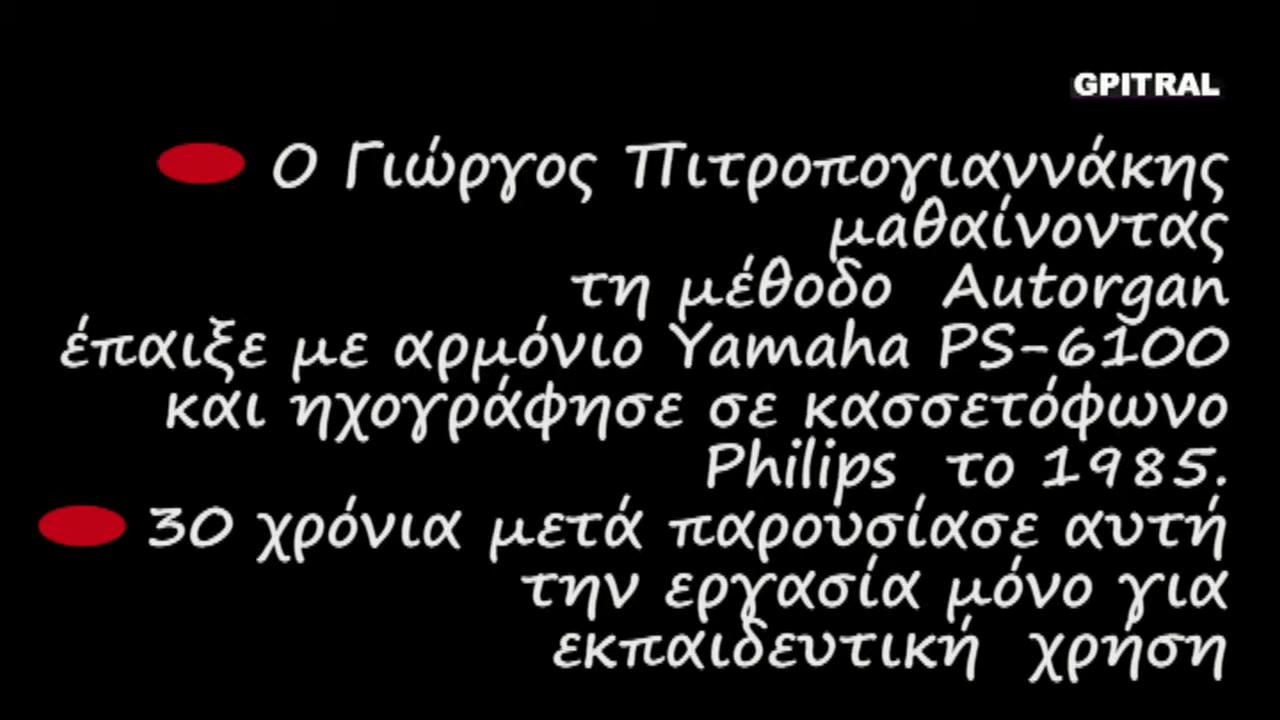 GPITRAL
Ο Γιώργος Πιτροπογιαννάκης
μαθαίνοντας
τη μέθοδο Autorgan
έπαιξε με αρμόνιο Yamaha PS-6100
και ηχογράφησε σε κασσετόφωνο
Philips το 1985.
30 χρόνια μετά παρουσίασε αυτή
την εργασία μόνο για
εκπαιδευτική χρήση